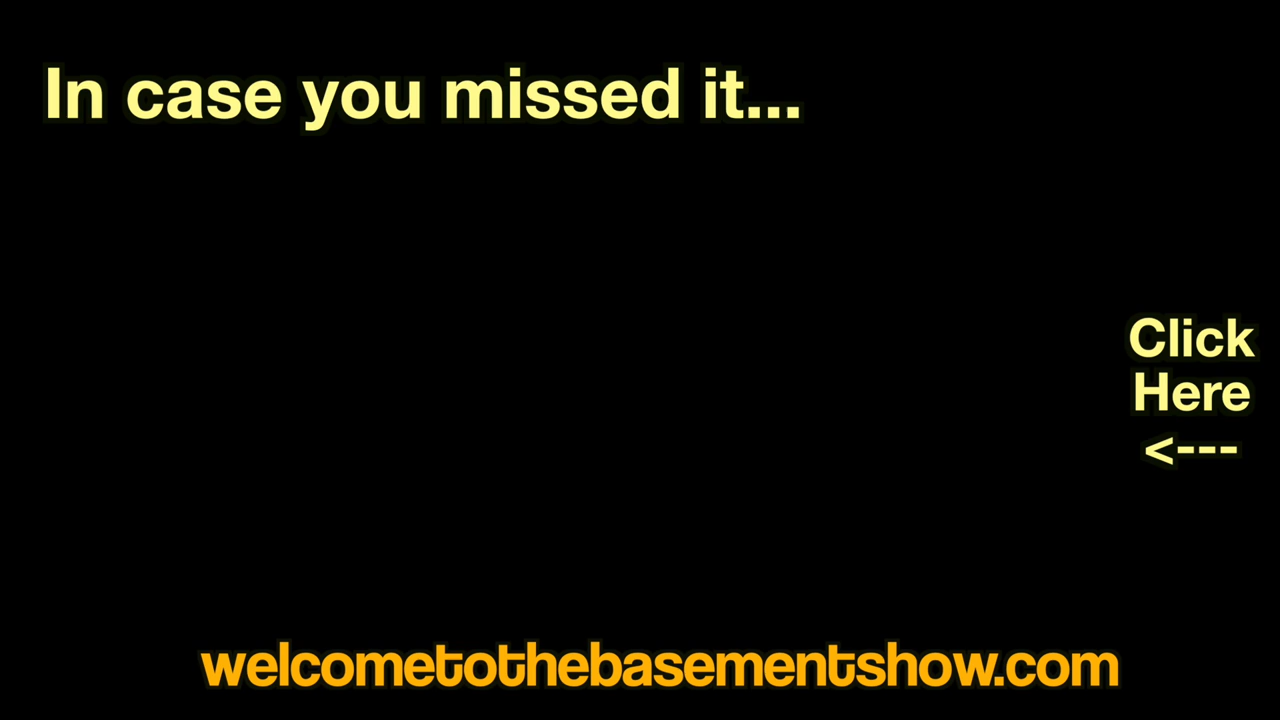 In case you missed it...
Click
Here
<---
welcometothebasementshow.com